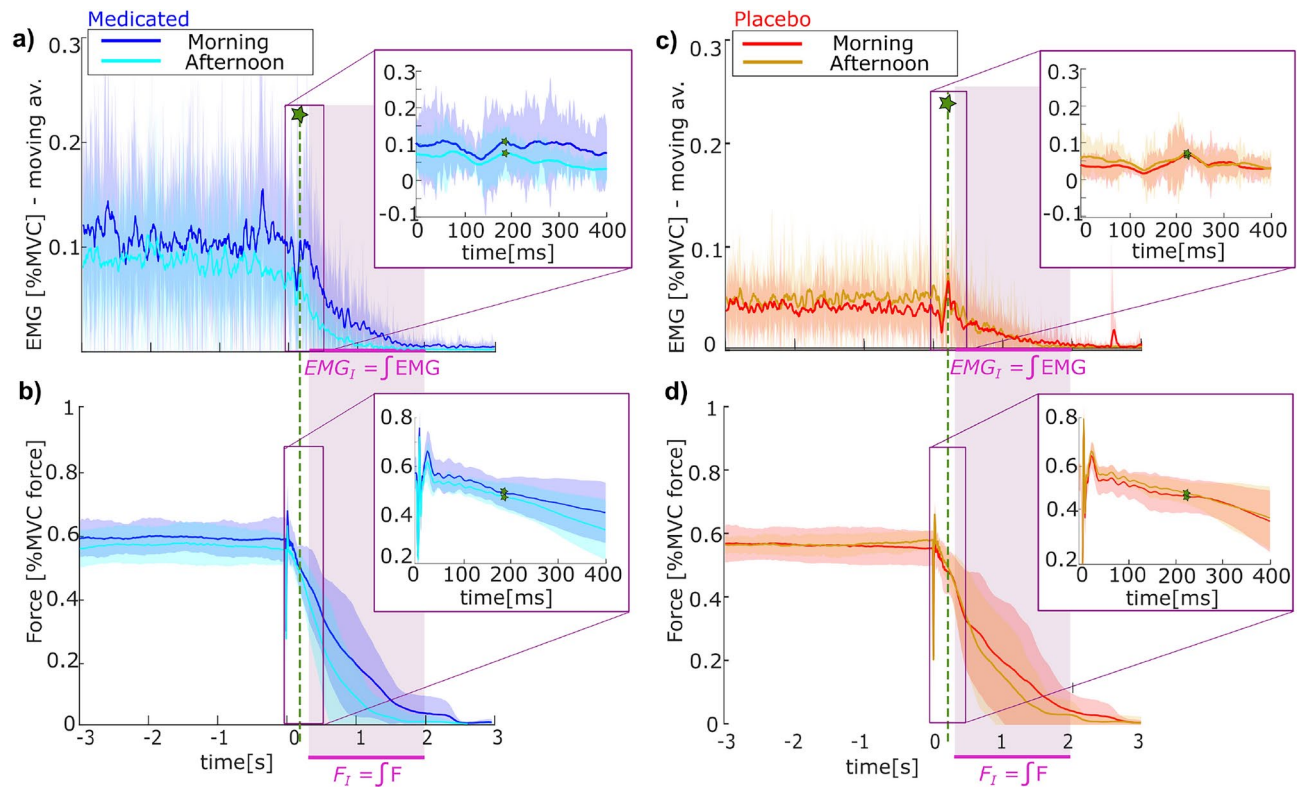 Medicated
a)
Morning
Afternoon
EMG [%MVC] - moving av.
0.3
0.2
0.1
0
0.3
0.2
0.1
0
-0.1
0 100 200 300 400
time[ms]
EMG_I = ∫EMG
b)
Force [%MVC force]
1
0.8
0.6
0.4
0.2
0
0.8
0.6
0.4
0.2
0 100 200 300 400
time[ms]
-3 -2 -1 0 1 2 3
time[s]
F_I = ∫F
Placebo
c)
Morning
Afternoon
EMG [%MVC] - moving av.
0.3
0.2
0.1
0
0.3
0.2
0.1
0
-0.1
0 100 200 300 400
time[ms]
EMG_I = ∫EMG
d)
Force [%MVC force]
1
0.8
0.6
0.4
0.2
0
0.8
0.6
0.4
0.2
0 100 200 300 400
time[ms]
-3 -2 -1 0 1 2 3
time[s]
F_I = ∫F